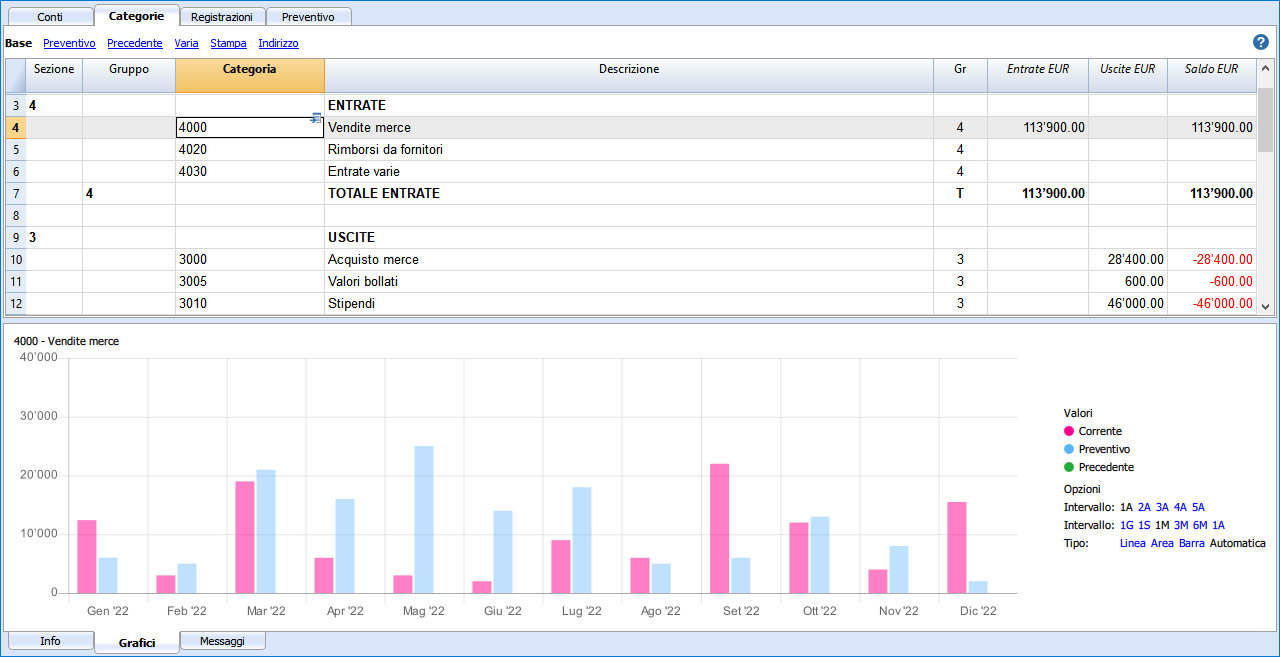 Conti Categorie Registrazioni Preventivo
Base Preventivo Precedente Varia Stampa Indirizzo ?
Sezione Gruppo Categoria Descrizione Gr Entrate EUR Uscite EUR Saldo EUR
3 4 ENTRATE
4 4000 Vendite merce 4 113'900.00 113'900.00
5 4020 Rimborsi da fornitori 4
6 4030 Entrate varie 4
7 4 TOTALE ENTRATE T 113'900.00 113'900.00
8
9 3 USCITE
10 3000 Acquisto merce 3 28'400.00 -28'400.00
11 3005 Valori bollati 3 600.00 -600.00
12 3010 Stipendi 3 46'000.00 -46'000.00
4000 - Vendite merce
40'000
30'000
20'000
10'000
0
Gen '22 Feb '22 Mar '22 Apr '22 Mag '22 Giu '22 Lug '22 Ago '22 Set '22 Ott '22 Nov '22 Dic '22
Valori
Corrente
Preventivo
Precedente
Opzioni
Intervallo: 1A 2A 3A 4A 5A
Intervallo: 1G 1S 1M 3M 6M 1A
Tipo: Linea Area Barra Automatica
Info Grafici Messaggi